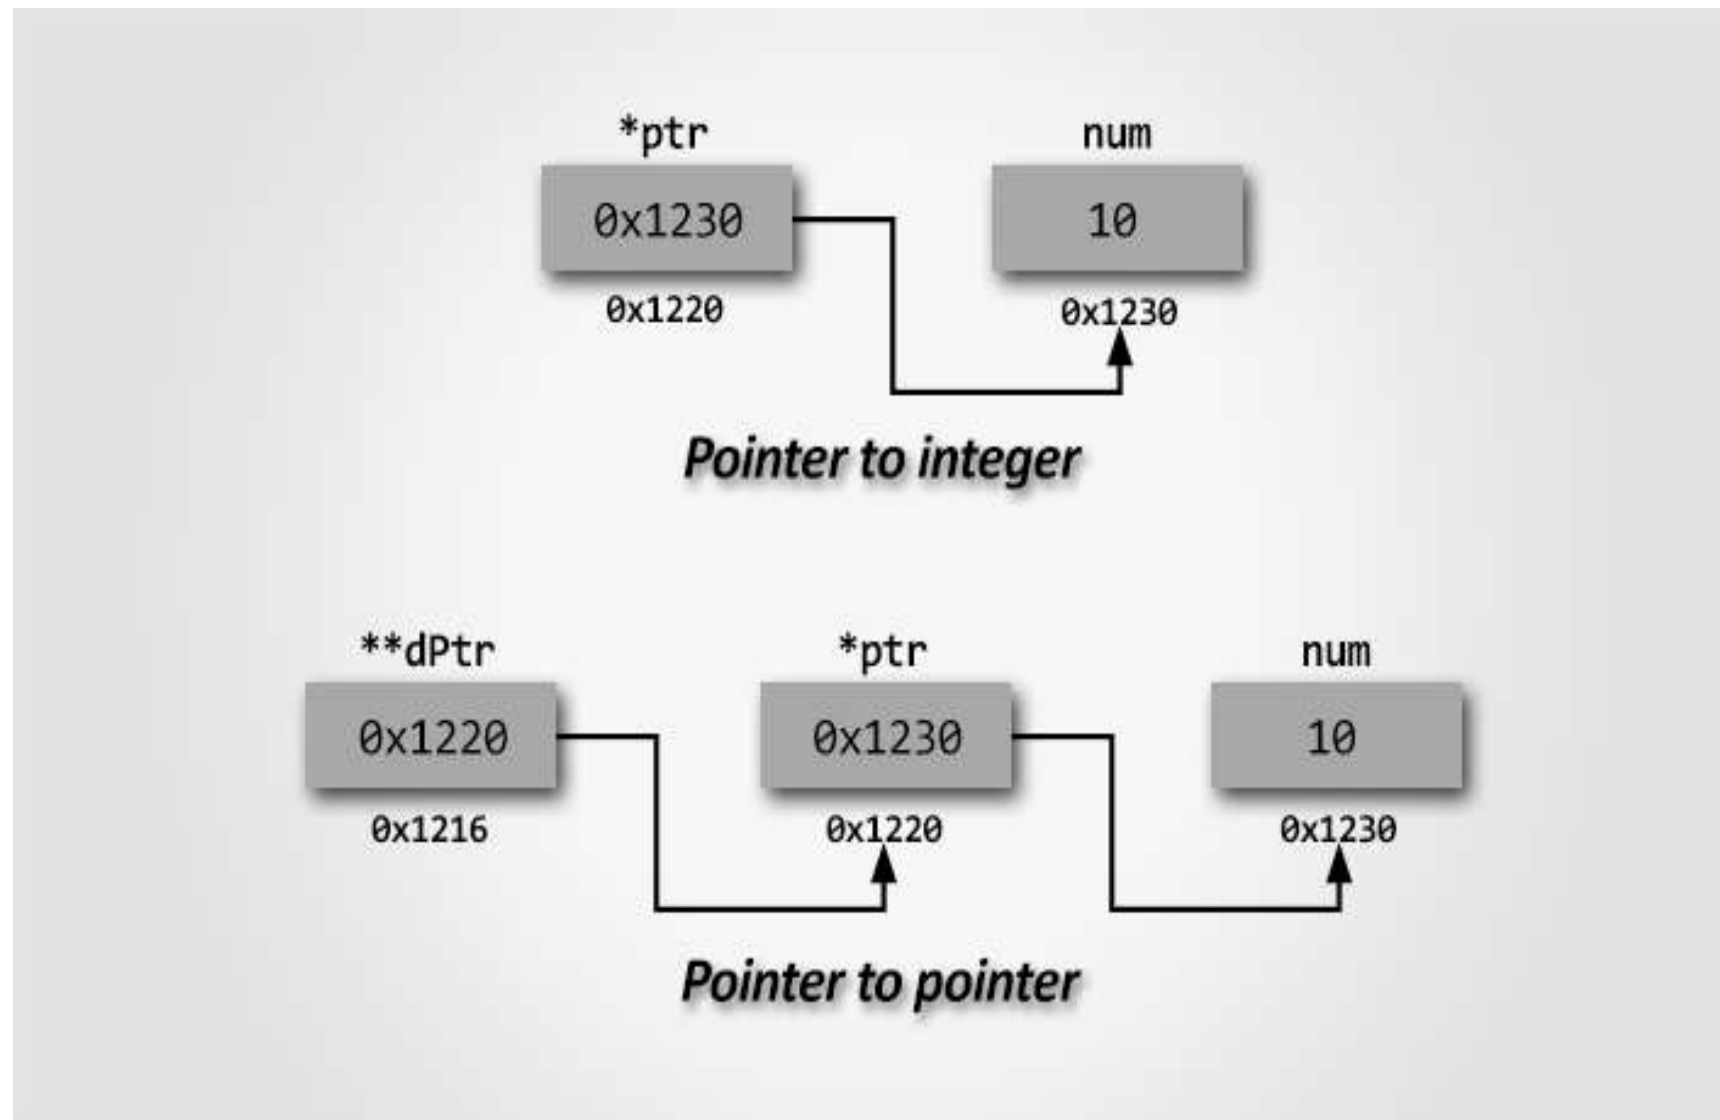 *ptr num
0x1230 10
0x1220 0x1230
Pointer to integer
**dPtr *ptr num
0x1220 0x1230 10
0x1216 0x1220 0x1230
Pointer to pointer